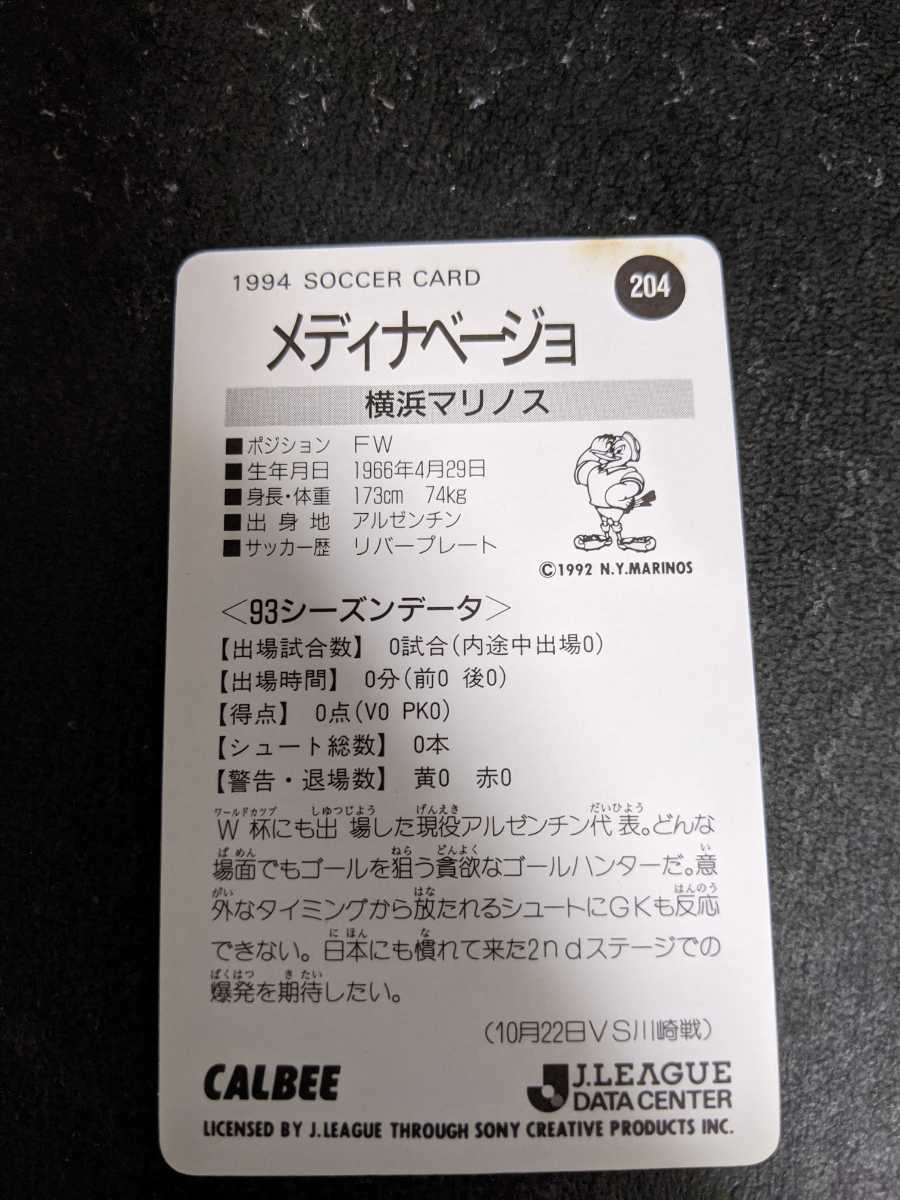 1994 SOCCER CARD
204
メディナベージョ
横浜マリノス
■ポジション FW
■生年月日 1966年4月29日
■身長・体重 173cm 74kg
■出身地 アルゼンチン
■サッカー歴 リバープレート
©1992 N.Y.MARINOS
<93シーズンデータ>
【出場試合数】 0試合(内途中出場0)
【出場時間】 0分(前0 後0)
【得点】 0点(V0 PK0)
【シュート総数】 0本
【警告・退場数】 黄0 赤0
ワールドカップ しゅつじょう げんえき だいひよう
W杯にも出場した現役アルゼンチン代表。どんな
ばめん ねら どんよく い
場面でもゴールを狙う貪欲なゴールハンターだ。意
がい はな はんのう
外なタイミングから放たれるシュートにGKも反応
にほん な
できない。日本にも慣れて来た2ndステージでの
ばくはつ きたい
爆発を期待したい。
(10月22日VS川崎戦)
CALBEE
J.LEAGUE
DATA CENTER
LICENSED BY J.LEAGUE THROUGH SONY CREATIVE PRODUCTS INC.